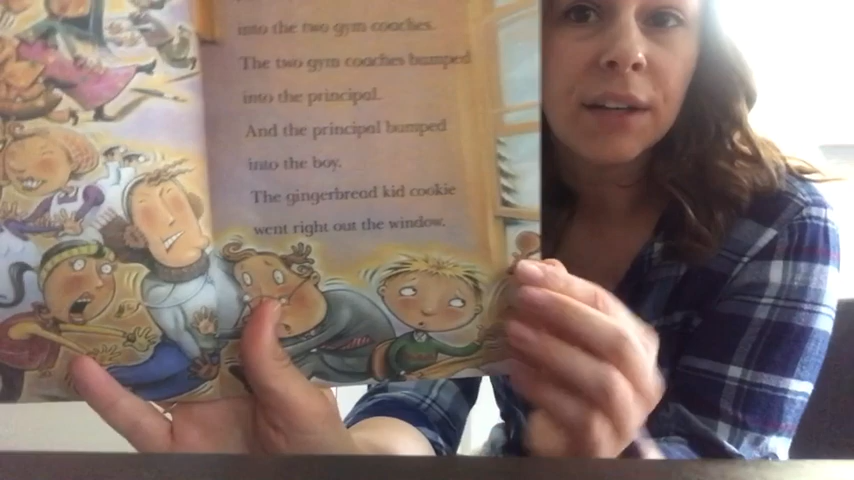 into the two gym coaches.
The two gym coaches bumped
into the principal.
And the principal bumped
into the boy.
The gingerbread kid cookie
went right out the window.